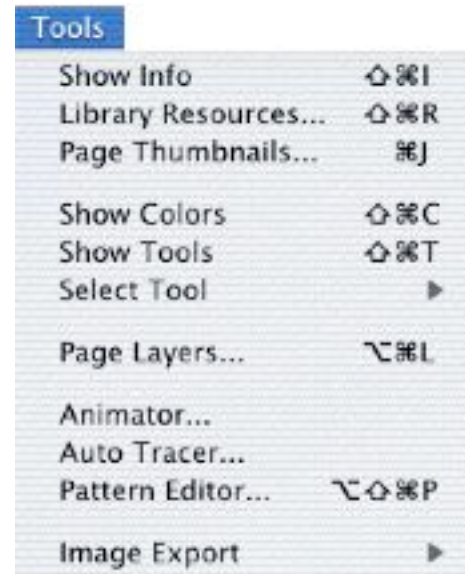 Tools
Show Info ⇧⌘I
Library Resources... ⇧⌘R
Page Thumbnails... ⌘J
Show Colors ⇧⌘C
Show Tools ⇧⌘T
Select Tool ▶
Page Layers... ⌥⌘L
Animator...
Auto Tracer...
Pattern Editor... ⌥⇧⌘P
Image Export ▶